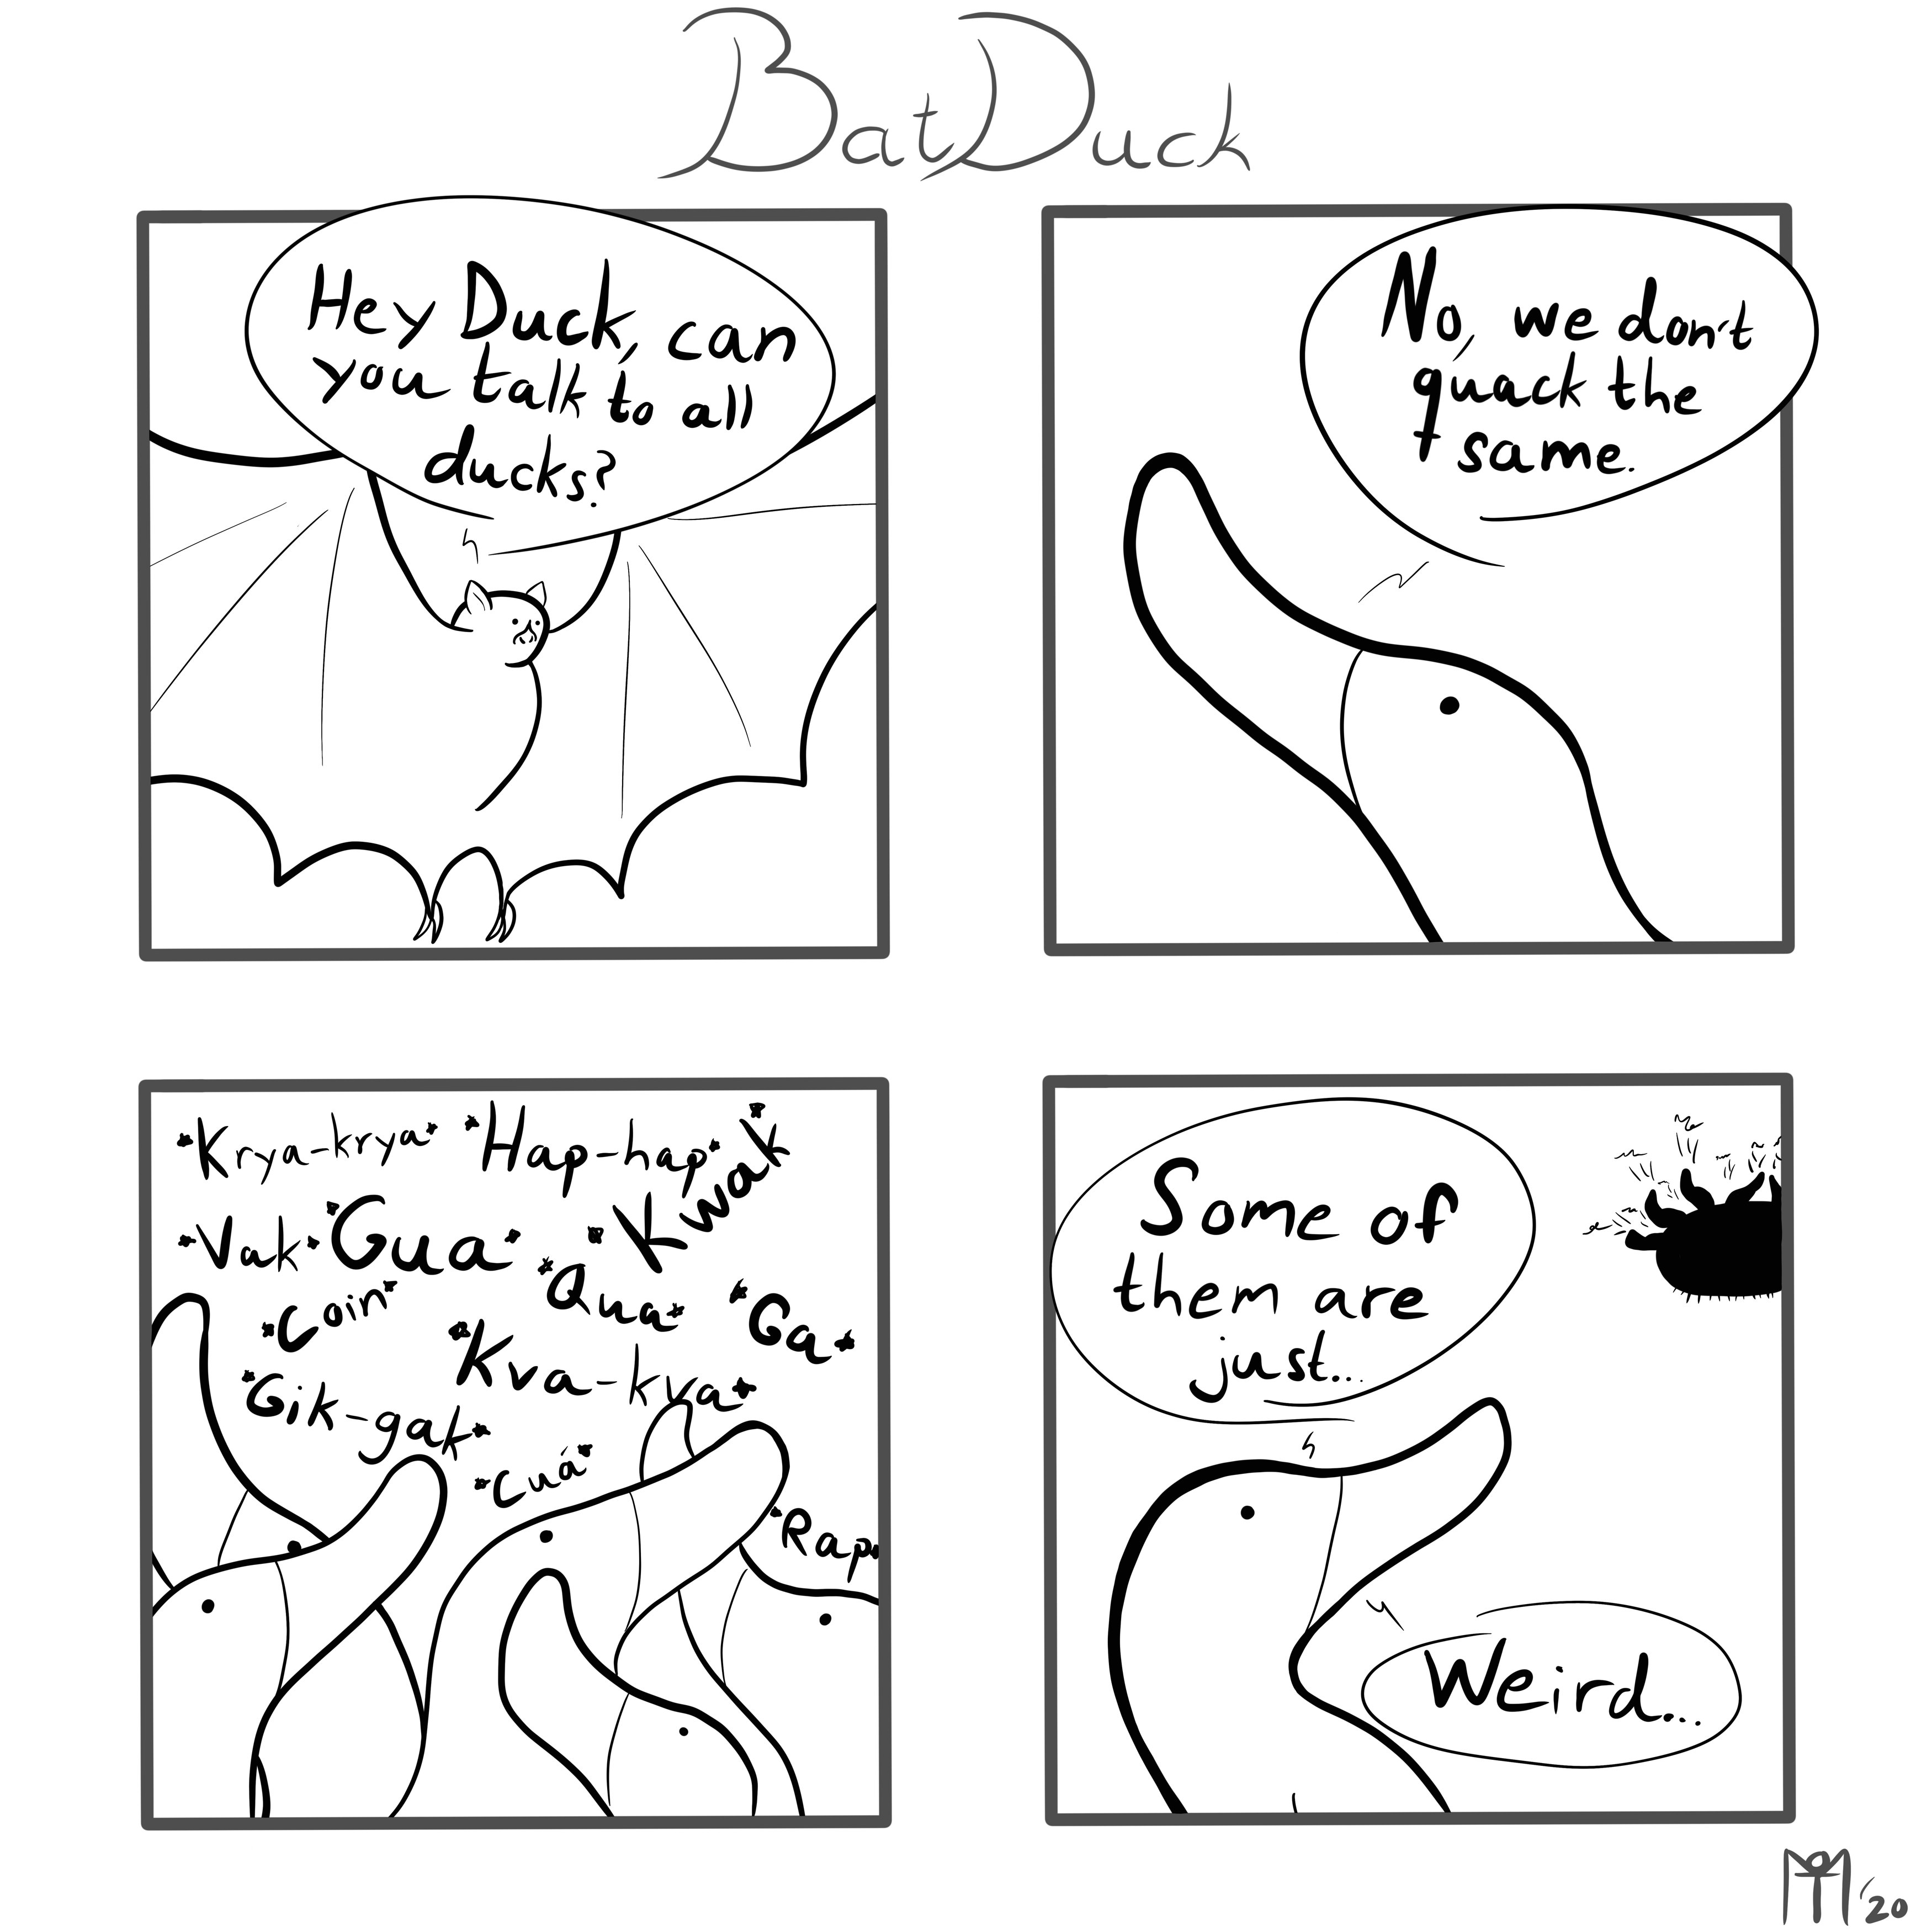 BatDuck
Hey Duck, can
you talk to all
ducks?
No, we don't
quack the
same.
*Krya-krya* *Hap-hap*
*Kwak*
*Vak* *Gua*
*Coin*
*Qua* *Ga*
*Kva-kva*
*Gik-gak*
*Cuá*
*Rap
Some of
them are
just...
Weird...
'20